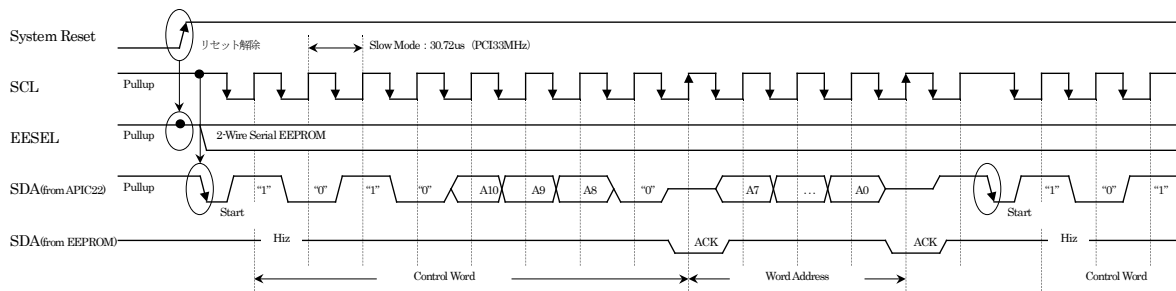 System Reset リセット解除 Slow Mode : 30.72us (PCI33MHz)
SCL Pullup
EESEL Pullup 2-Wire Serial EEPROM
SDA(from APIC22) Pullup "1" "0" "1" "0" A10 A9 A8 "0" A7 ... A0 "1" "0" "1"
Start Start
SDA(from EEPROM) Hiz ACK ACK Hiz
Control Word Word Address Control Word